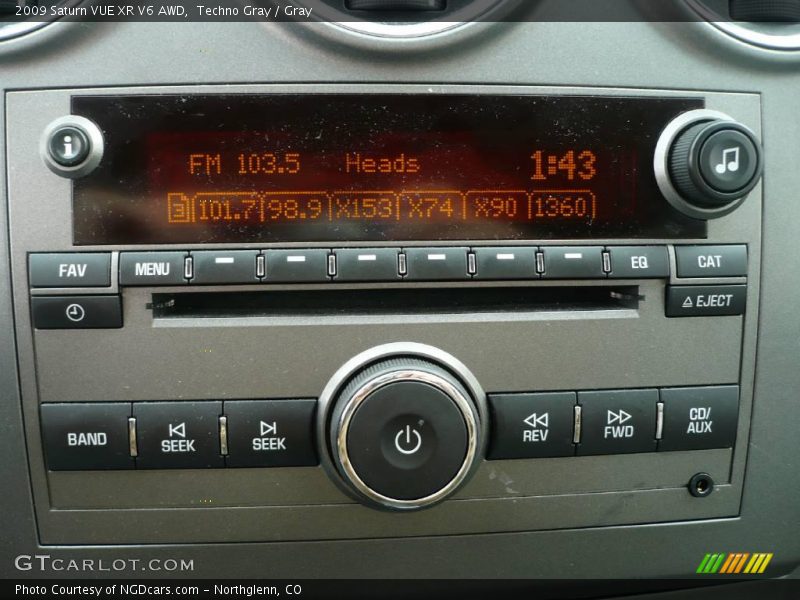 2009 Saturn VUE XR V6 AWD,  Techno Gray / Gray
i
FM 103.5 Heads 1:43
3 101.7 98.9 X153 X74 X90 1360
FAV MENU EQ CAT
EJECT
BAND SEEK SEEK REV FWD CD/
AUX
GTCARLOT.COM
Photo Courtesy of NGDcars.com – Northglenn, CO